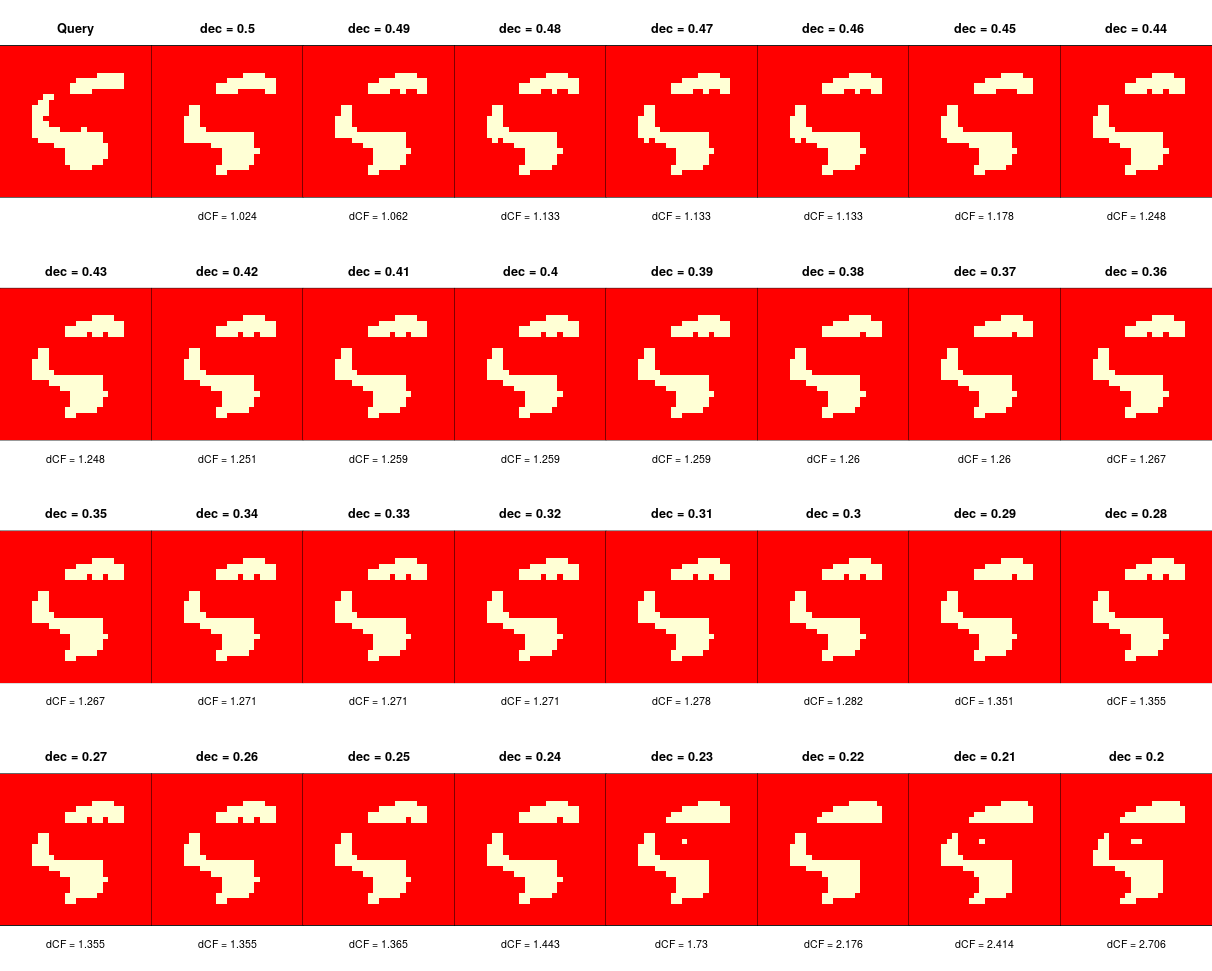 Query dec = 0.5 dec = 0.49 dec = 0.48 dec = 0.47 dec = 0.46 dec = 0.45 dec = 0.44
dCF = 1.024 dCF = 1.062 dCF = 1.133 dCF = 1.133 dCF = 1.133 dCF = 1.178 dCF = 1.248
dec = 0.43 dec = 0.42 dec = 0.41 dec = 0.4 dec = 0.39 dec = 0.38 dec = 0.37 dec = 0.36
dCF = 1.248 dCF = 1.251 dCF = 1.259 dCF = 1.259 dCF = 1.259 dCF = 1.26 dCF = 1.26 dCF = 1.267
dec = 0.35 dec = 0.34 dec = 0.33 dec = 0.32 dec = 0.31 dec = 0.3 dec = 0.29 dec = 0.28
dCF = 1.267 dCF = 1.271 dCF = 1.271 dCF = 1.271 dCF = 1.278 dCF = 1.282 dCF = 1.351 dCF = 1.355
dec = 0.27 dec = 0.26 dec = 0.25 dec = 0.24 dec = 0.23 dec = 0.22 dec = 0.21 dec = 0.2
dCF = 1.355 dCF = 1.355 dCF = 1.365 dCF = 1.443 dCF = 1.73 dCF = 2.176 dCF = 2.414 dCF = 2.706